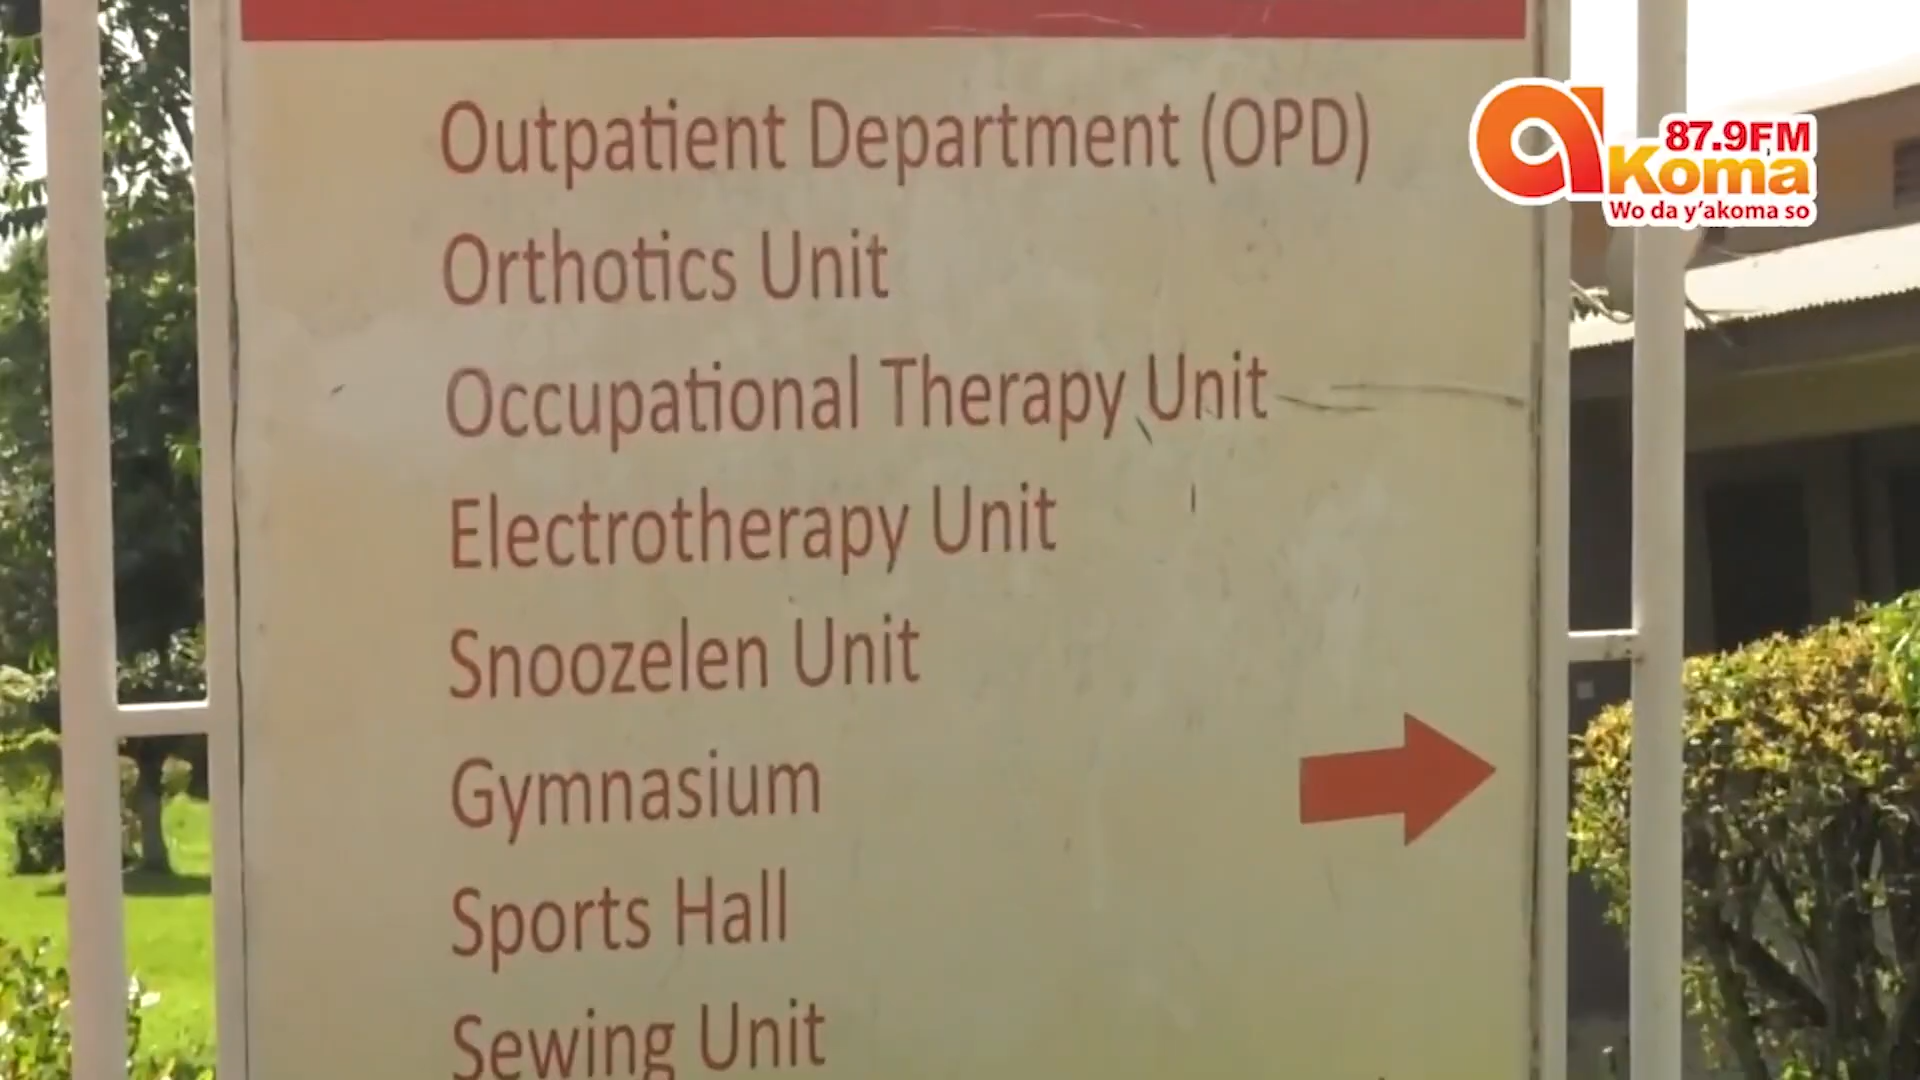 Outpatient Department (OPD)
Orthotics Unit
Occupational Therapy Unit
Electrotherapy Unit
Snoozelen Unit
Gymnasium
Sports Hall
Sewing Unit
87.9FM
akoma
Wo da y'akoma so